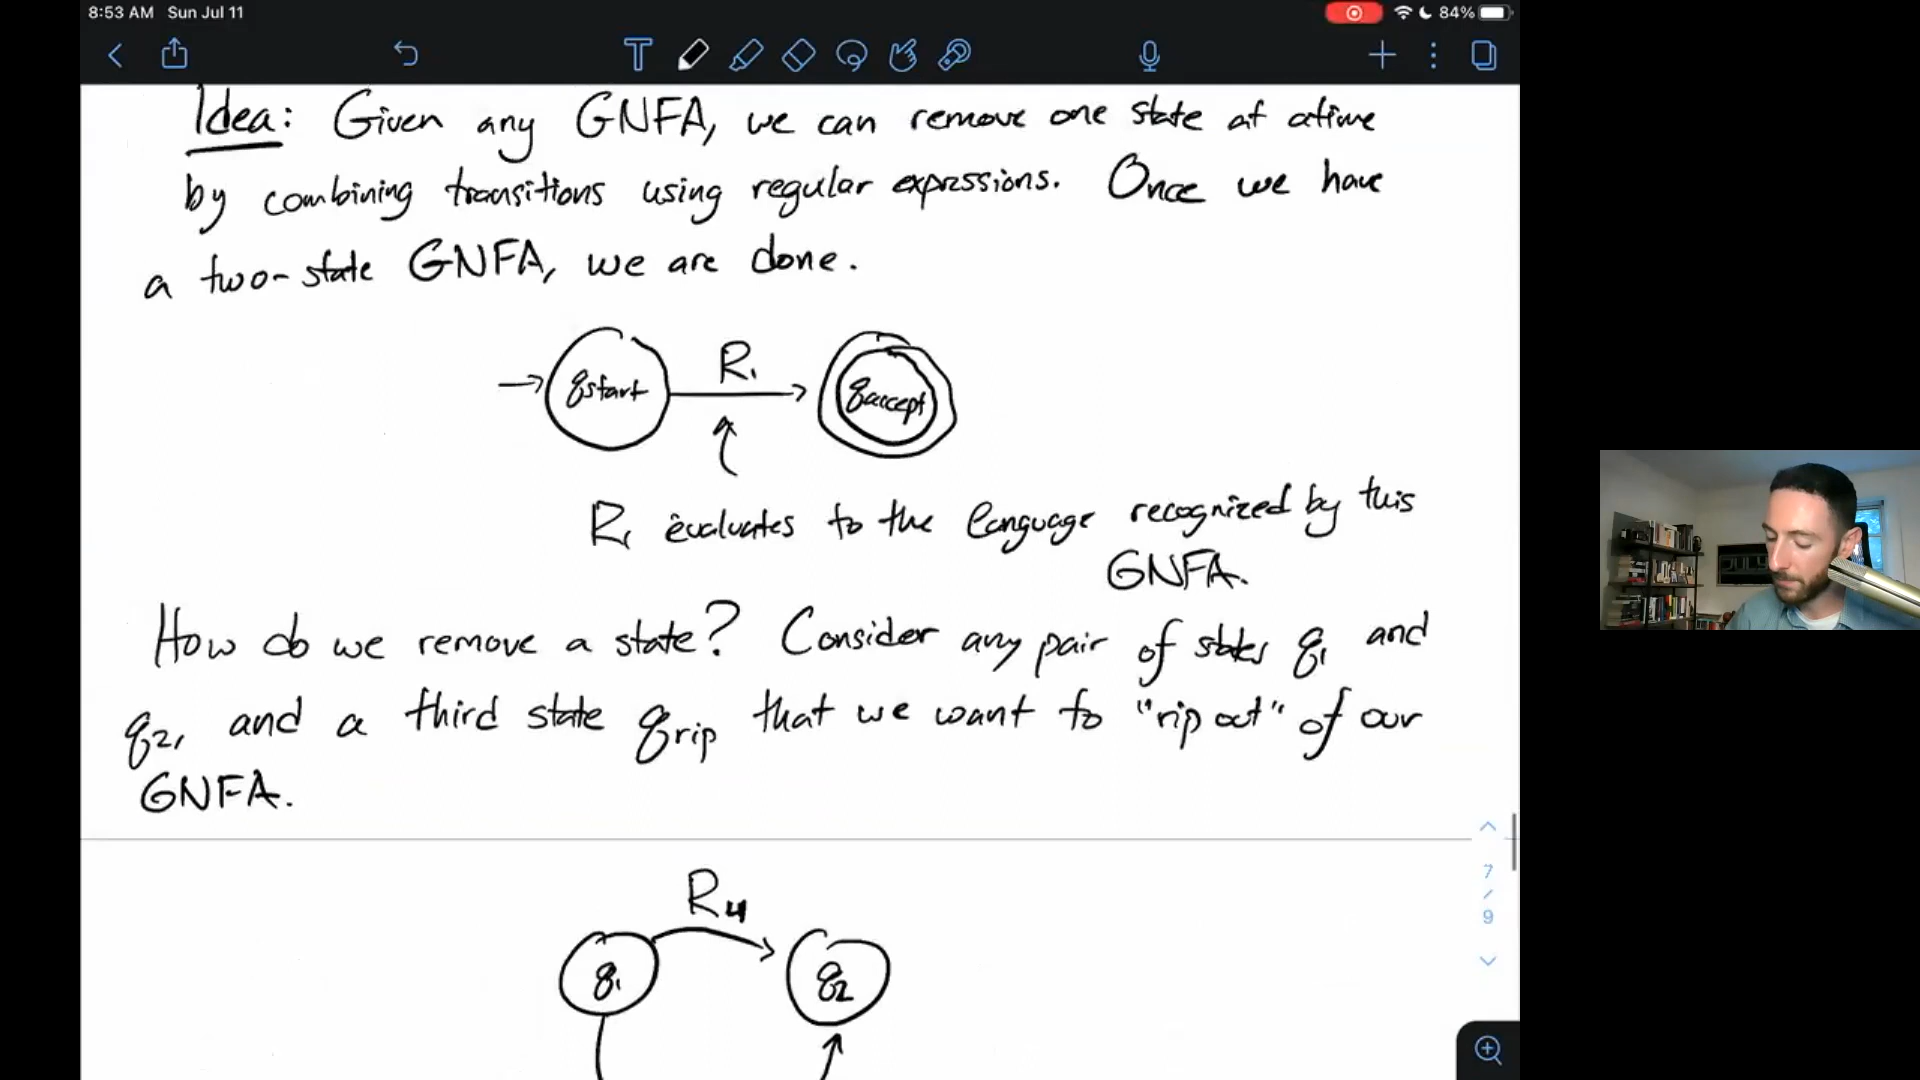 8:53 AM Sun Jul 11
84%
Idea: Given any GNFA, we can remove one state at a time
by combining transitions using regular expressions. Once we have
a two-state GNFA, we are done.
R1
qstart
qaccept
R1 evaluates to the language recognized by this
GNFA.
How do we remove a state? Consider any pair of states q1 and
q2, and a third state qrip that we want to "rip out" of our
GNFA.
7
/
9
R4
q1
q2